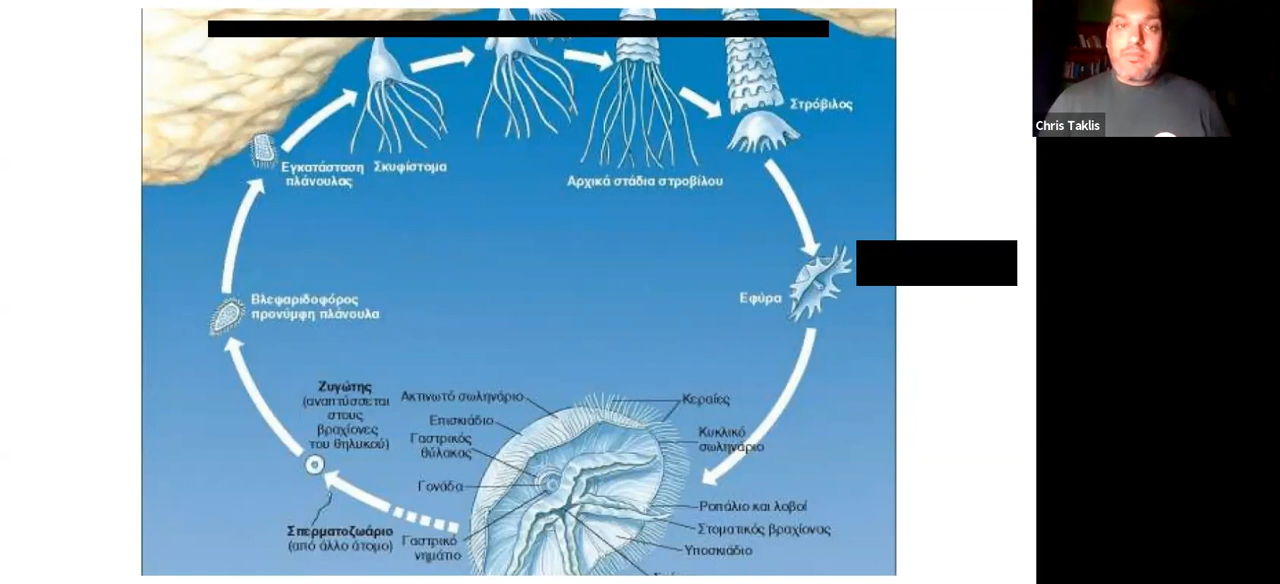 Chris Taklis
Στρόβιλος
Εγκατάσταση
πλάνουλας
Σκυφίστομα
Αρχικά στάδια στροβίλου
Εφύρα
Βλεφαριδοφόρος
προνύμφη πλάνουλα
Ζυγώτης
(αναπτύσσεται
στους
βραχίονες
του θηλυκού)
Σπερματοζωάριο
(από άλλο άτομο)
Ακτινωτό σωληνάριο
Επισκιάδιο
Γαστρικός
θύλακας
Γονάδα
Γαστρικό
νημάτιο
Κεραίες
Κυκλικό
σωληνάριο
Ροπάλιο και λοβοί
Στοματικός βραχίονας
Υποσκιάδιο